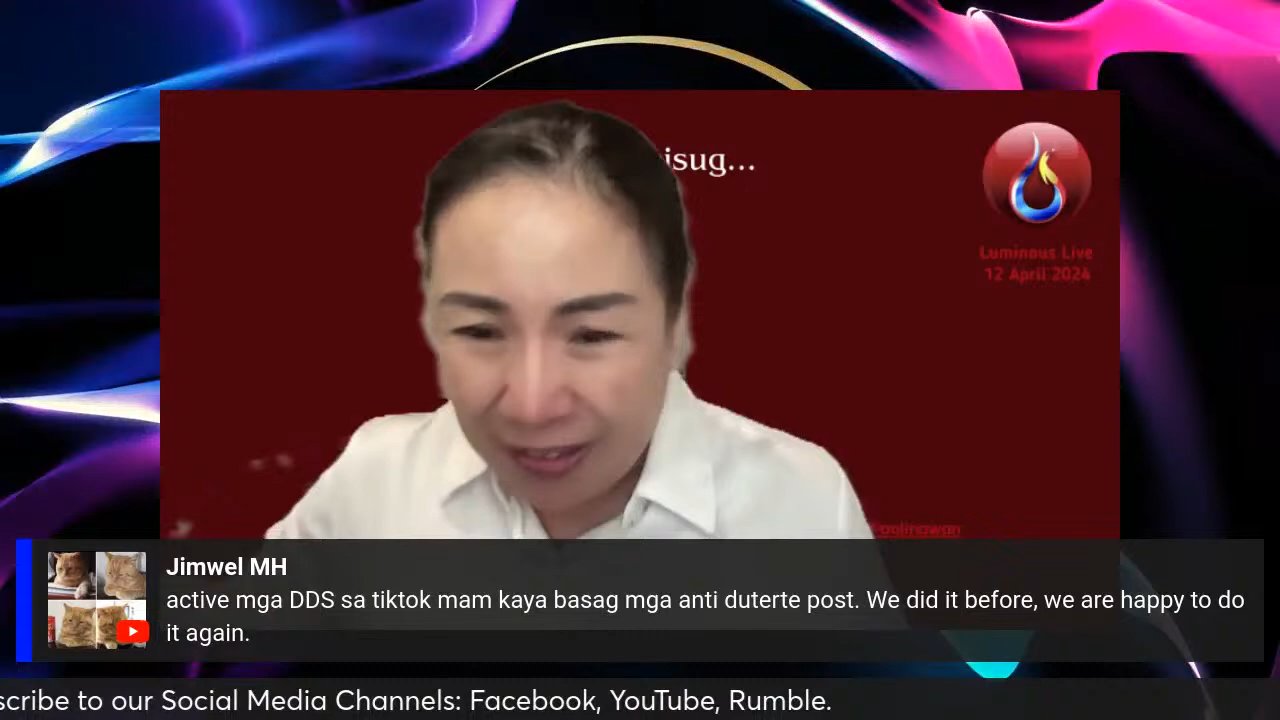 isug...
Luminous Live
12 April 2024
Jimwel MH
active mga DDS sa tiktok mam kaya basag mga anti duterte post. We did it before, we are happy to do
it again.
scribe to our Social Media Channels: Facebook, YouTube, Rumble.